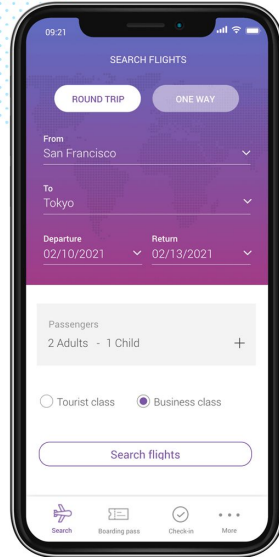 09:21
SEARCH FLIGHTS
ROUND TRIP ONE WAY
From
San Francisco
To
Tokyo
Departure Return
02/10/2021 02/13/2021
Passengers
2 Adults - 1 Child
Tourist class Business class
Search flights
Search Boarding pass Check-in More